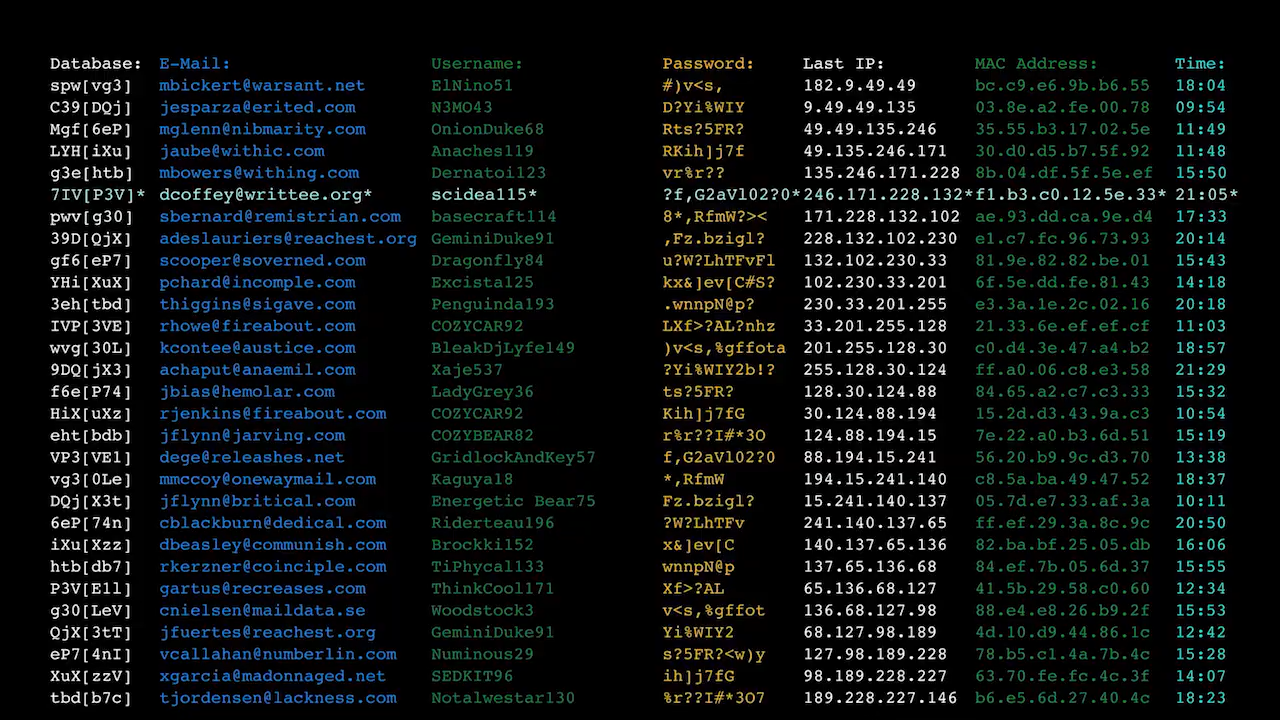 Database: E-Mail: Username: Password: Last IP: MAC Address: Time:
spw[vg3] mbickert@warsant.net ElNino51 #)v<s, 182.9.49.49 bc.c9.e6.9b.b6.55 18:04
C39[DQj] jesparza@erited.com N3MO43 D?Yi%WIY 9.49.49.135 03.8e.a2.fe.00.78 09:54
Mgf[6eP] mglenn@nibmarity.com OnionDuke68 Rts?5FR? 49.49.135.246 35.55.b3.17.02.5e 11:49
LYH[iXu] jaube@withic.com Anaches119 RKih]j7f 49.135.246.171 30.d0.d5.b7.5f.92 11:48
g3e[htb] mbowers@withing.com Dernatoi123 vr%r?? 135.246.171.228 8b.04.df.5f.5e.ef 15:50
7IV[P3V]* dcoffey@writtee.org* scidea115* ?f,G2aVl02?0* 246.171.228.132* f1.b3.c0.12.5e.33* 21:05*
pwv[g30] sbernard@remistrian.com basecraft114 8*,RfmW?>< 171.228.132.102 ae.93.dd.ca.9e.d4 17:33
39D[QjX] adeslauriers@reachest.org GeminiDuke91 ,Fz.bzigl? 228.132.102.230 e1.c7.fc.96.73.93 20:14
gf6[eP7] scooper@soverned.com Dragonfly84 u?W?LhTFvFl 132.102.230.33 81.9e.82.82.be.01 15:43
YHi[XuX] pchard@incomple.com Excista125 kx&]ev[C#S? 102.230.33.201 6f.5e.dd.fe.81.43 14:18
3eh[tbd] thiggins@sigave.com Penguinda193 .wnnpN@p? 230.33.201.255 e3.3a.1e.2c.02.16 20:18
IVP[3VE] rhowe@fireabout.com COZYCAR92 LXf>?AL?nhz 33.201.255.128 21.33.6e.ef.ef.cf 11:03
wvg[30L] kcontee@austice.com BleakDjLyfe149 )v<s,%gffota 201.255.128.30 c0.d4.3e.47.a4.b2 18:57
9DQ[jX3] achaput@anaemil.com Xaje537 ?Yi%WIY2b!? 255.128.30.124 ff.a0.06.c8.e3.58 21:29
f6e[P74] jbias@hemolar.com LadyGrey36 ts?5FR? 128.30.124.88 84.65.a2.c7.c3.33 15:32
HiX[uXz] rjenkins@fireabout.com COZYCAR92 Kih]j7fG 30.124.88.194 15.2d.d3.43.9a.c3 10:54
eht[bdb] jflynn@jarving.com COZYBEAR82 r%r??I#*3O 124.88.194.15 7e.22.a0.b3.6d.51 15:19
VP3[VE1] dege@releashes.net GridlockAndKey57 f,G2aVl02?0 88.194.15.241 56.20.b9.9c.d3.70 13:38
vg3[0Le] mmccoy@onewaymail.com Kaguya18 *,RfmW 194.15.241.140 c8.5a.ba.49.47.52 18:37
DQj[X3t] jflynn@britical.com Energetic Bear75 Fz.bzigl? 15.241.140.137 05.7d.e7.33.af.3a 10:11
6eP[74n] cblackburn@dedical.com Riderteau196 ?W?LhTFv 241.140.137.65 ff.ef.29.3a.8c.9c 20:50
iXu[Xzz] dbeasley@communish.com Brockki152 x&]ev[C 140.137.65.136 82.ba.bf.25.05.db 16:06
htb[db7] rkerzner@coinciple.com TiPhycal133 wnnpN@p 137.65.136.68 84.ef.7b.05.6d.37 15:55
P3V[E1l] gartus@recreases.com ThinkCool171 Xf>?AL 65.136.68.127 41.5b.29.58.c0.60 12:34
g30[LeV] cnielsen@maildata.se Woodstock3 v<s,%gffot 136.68.127.98 88.e4.e8.26.b9.2f 15:53
QjX[3tT] jfuertes@reachest.org GeminiDuke91 Yi%WIY2 68.127.98.189 4d.10.d9.44.86.1c 12:42
eP7[4nI] vcallahan@numberlin.com Numinous29 s?5FR?<w)y 127.98.189.228 78.b5.c1.4a.7b.4c 15:28
XuX[zzV] xgarcia@madonnaged.net SEDKIT96 ih]j7fG 98.189.228.227 63.70.fe.fc.4c.3f 14:07
tbd[b7c] tjordensen@lackness.com Notalwestar130 %r??I#*3O7 189.228.227.146 b6.e5.6d.27.40.4c 18:23